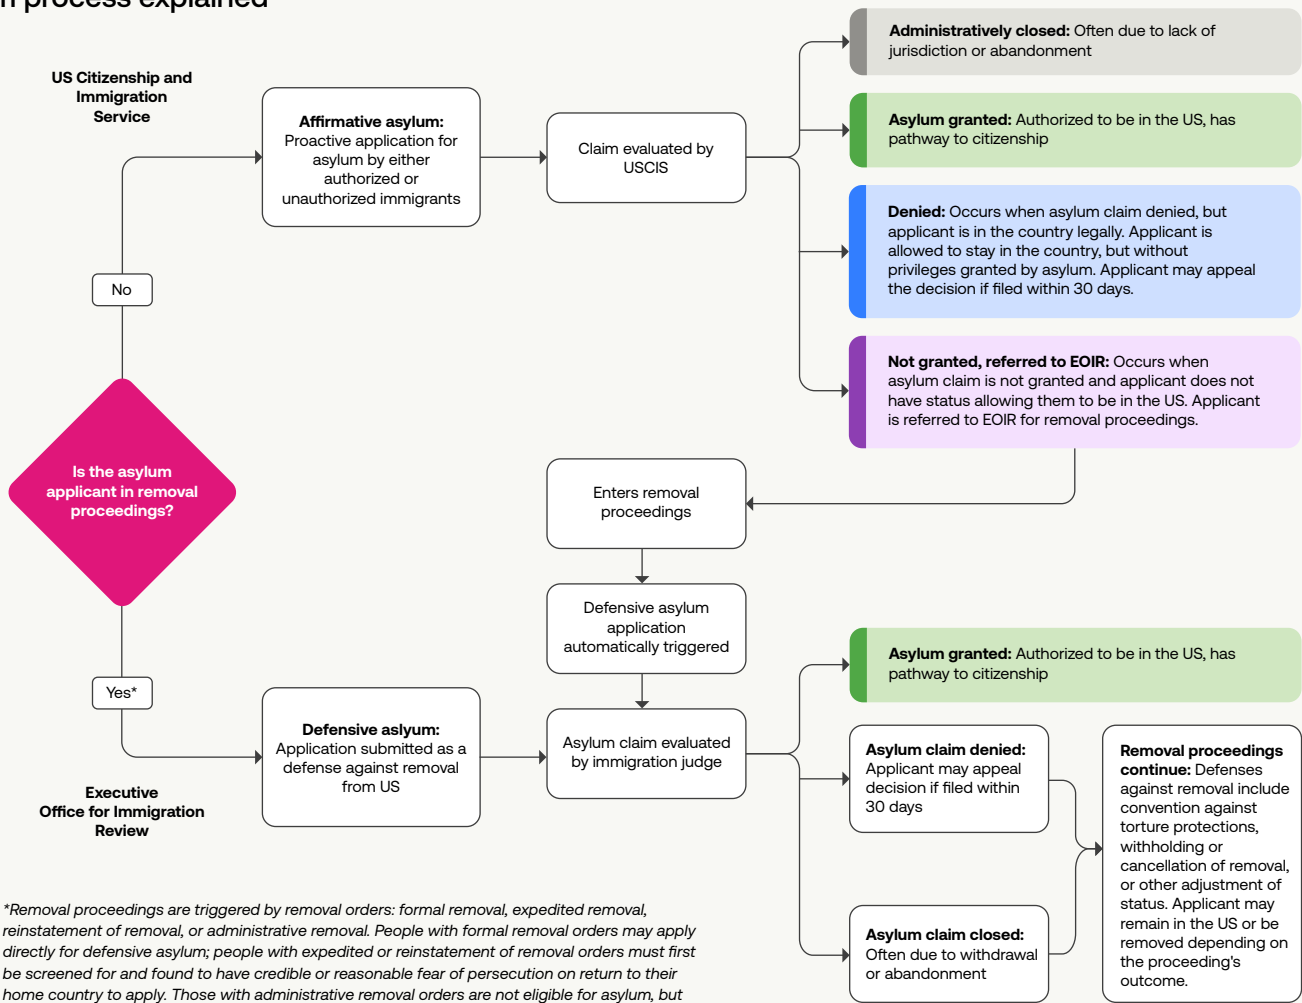 n process explained
US Citizenship and
Immigration
Service
Affirmative asylum:
Proactive application for
asylum by either
authorized or
unauthorized immigrants
Claim evaluated by
USCIS
Administratively closed: Often due to lack of
jurisdiction or abandonment
Asylum granted: Authorized to be in the US, has
pathway to citizenship
Denied: Occurs when asylum claim denied, but
applicant is in the country legally. Applicant is
allowed to stay in the country, but without
privileges granted by asylum. Applicant may appeal
the decision if filed within 30 days.
Not granted, referred to EOIR: Occurs when
asylum claim is not granted and applicant does not
have status allowing them to be in the US. Applicant
is referred to EOIR for removal proceedings.
No
Is the asylum
applicant in removal
proceedings?
Yes*
Enters removal
proceedings
Defensive asylum
application
automatically triggered
Executive
Office for Immigration
Review
Defensive aslyum:
Application submitted as a
defense against removal
from US
Asylum claim evaluated
by immigration judge
Asylum granted: Authorized to be in the US, has
pathway to citizenship
Asylum claim denied:
Applicant may appeal
decision if filed within
30 days
Asylum claim closed:
Often due to withdrawal
or abandonment
Removal proceedings
continue: Defenses
against removal include
convention against
torture protections,
withholding or
cancellation of removal,
or other adjustment of
status. Applicant may
remain in the US or be
removed depending on
the proceeding's
outcome.
*Removal proceedings are triggered by removal orders: formal removal, expedited removal,
reinstatement of removal, or administrative removal. People with formal removal orders may apply
directly for defensive asylum; people with expedited or reinstatement of removal orders must first
be screened for and found to have credible or reasonable fear of persecution on return to their
home country to apply. Those with administrative removal orders are not eligible for asylum, but